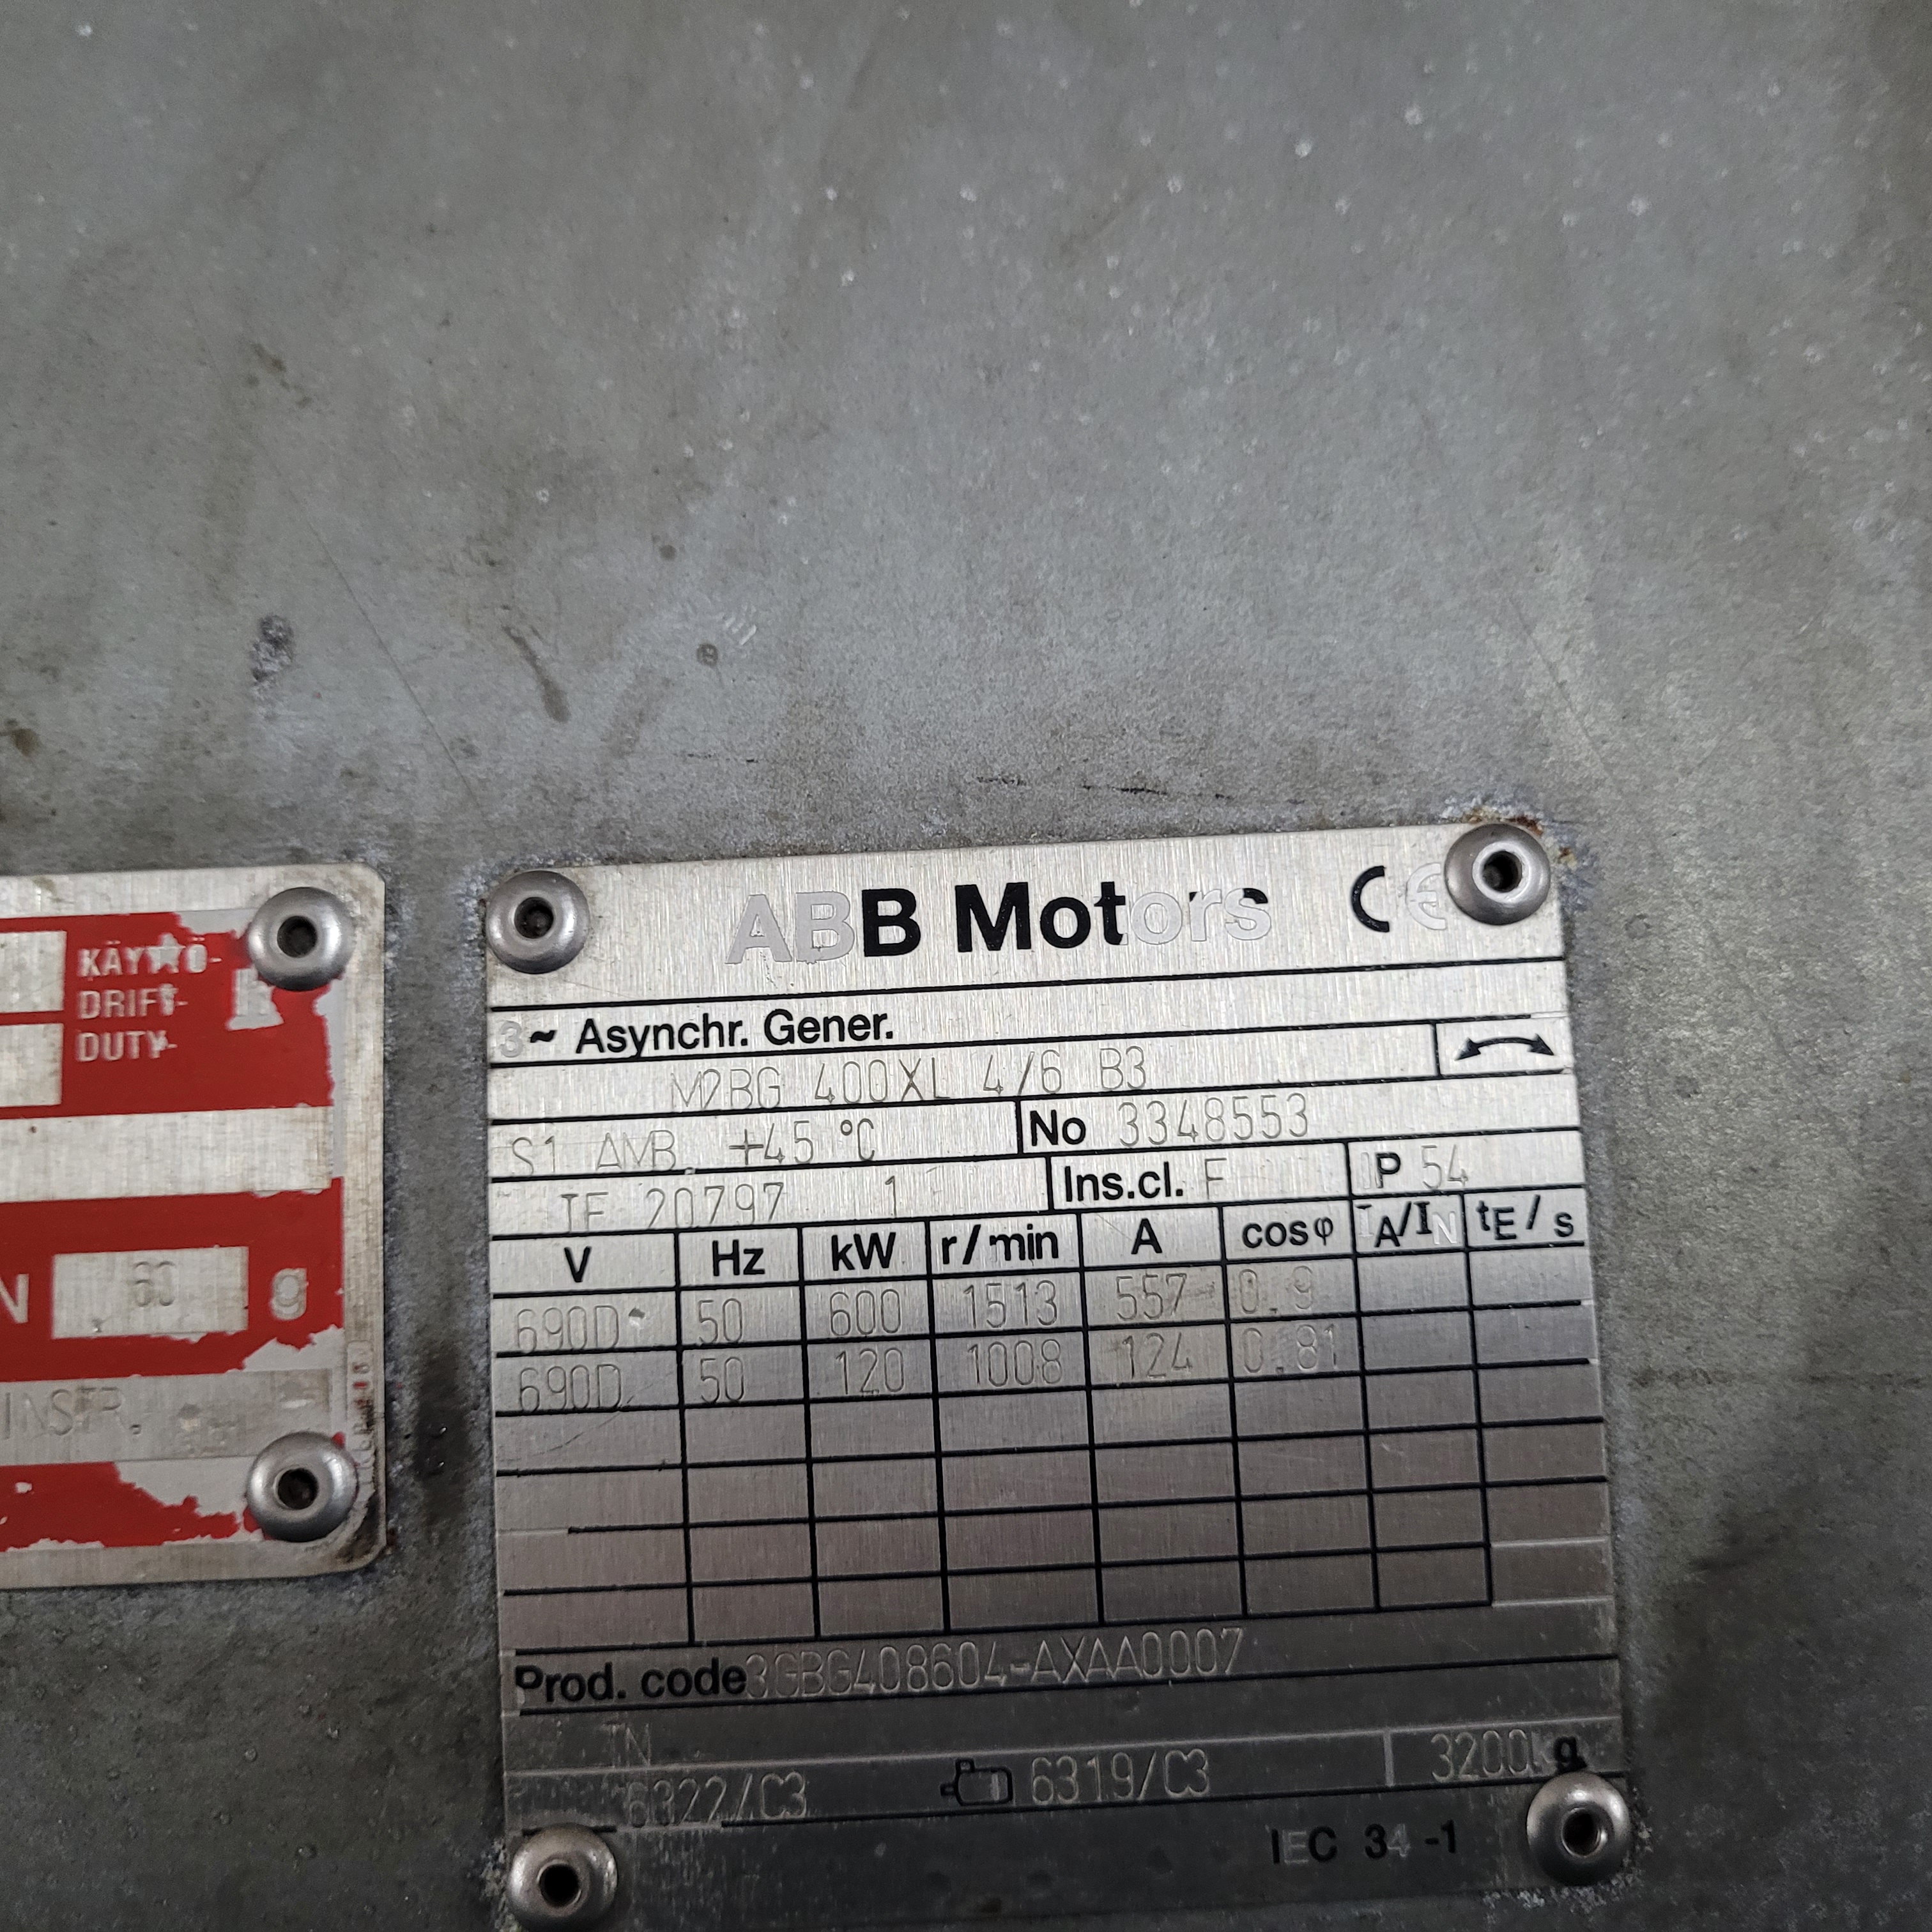 KÄYTTÖ-
DRIFT-
DUTY-
N 60 g
INSTR.
ABB Motors CE
3~ Asynchr. Gener.
M2BG 400XL 4/6 B3
S1 AMB. +45 °C No 3348553
IE 20797 1 Ins.cl. F IP 54
V Hz kW r/min A cosφ IA/IN tE/s
690D 50 600 1513 557 0.9
690D 50 120 1008 124 0.81
Prod. code 3GBG408604-AXAA0007
IN
6322/C3 6319/C3 3200kg
IEC 34-1